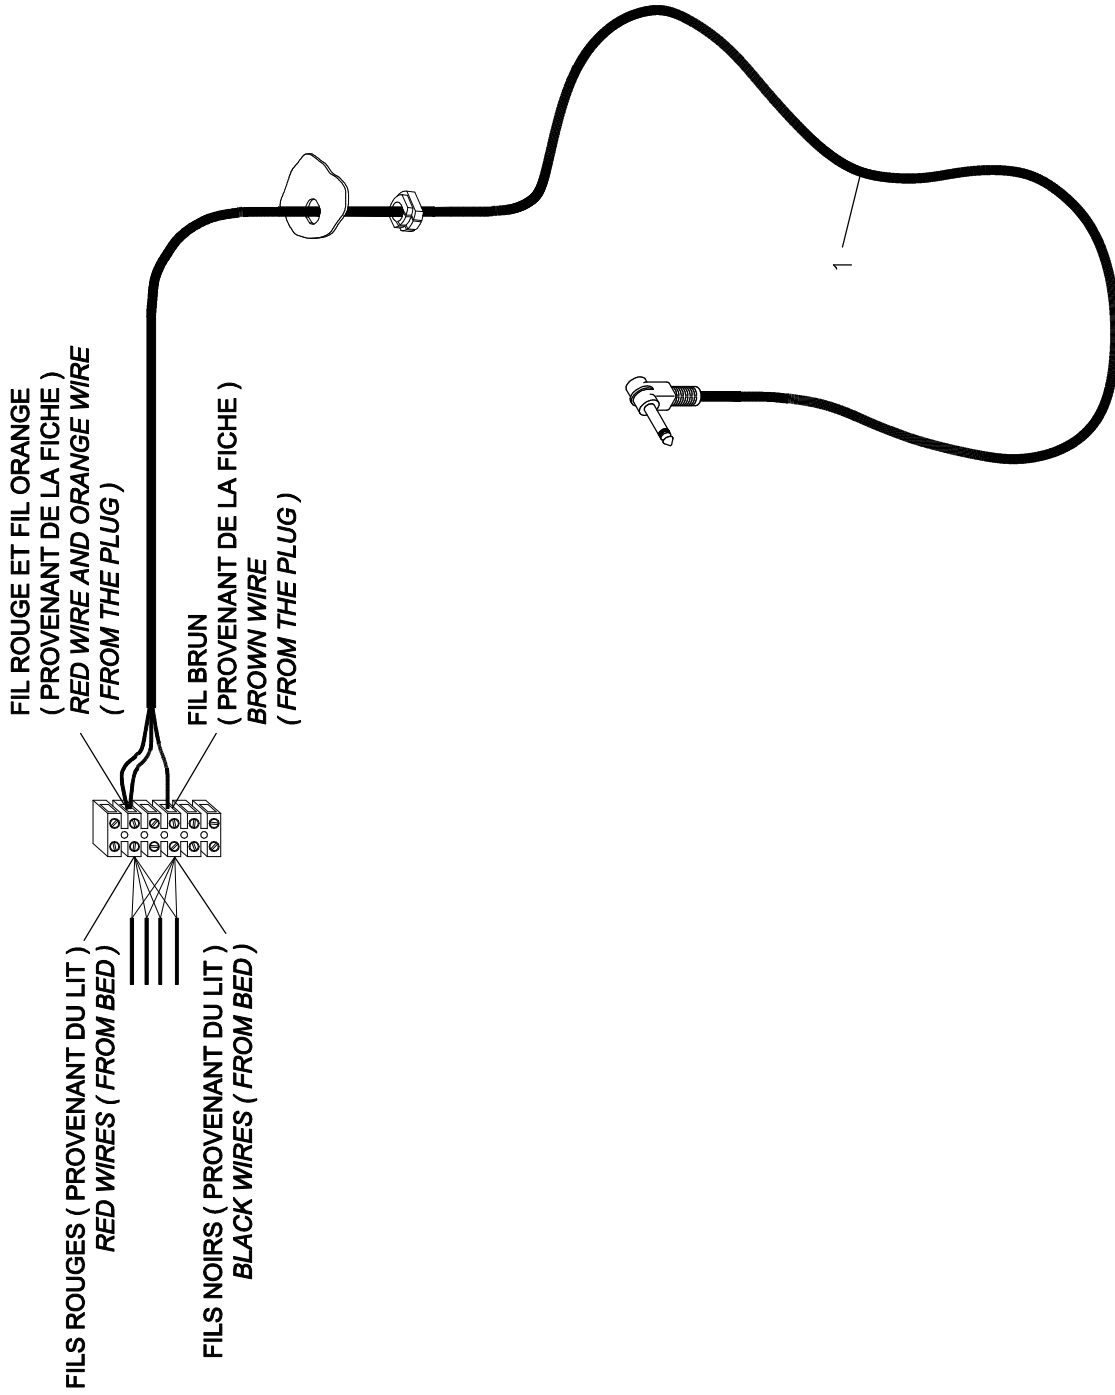 FIL ROUGE ET FIL ORANGE
( PROVENANT DE LA FICHE )
RED WIRE AND ORANGE WIRE
( FROM THE PLUG )
FIL BRUN
( PROVENANT DE LA FICHE )
BROWN WIRE
( FROM THE PLUG )
FILS ROUGES ( PROVENANT DU LIT )
RED WIRES ( FROM BED )
FILS NOIRS ( PROVENANT DU LIT )
BLACK WIRES ( FROM BED )
1